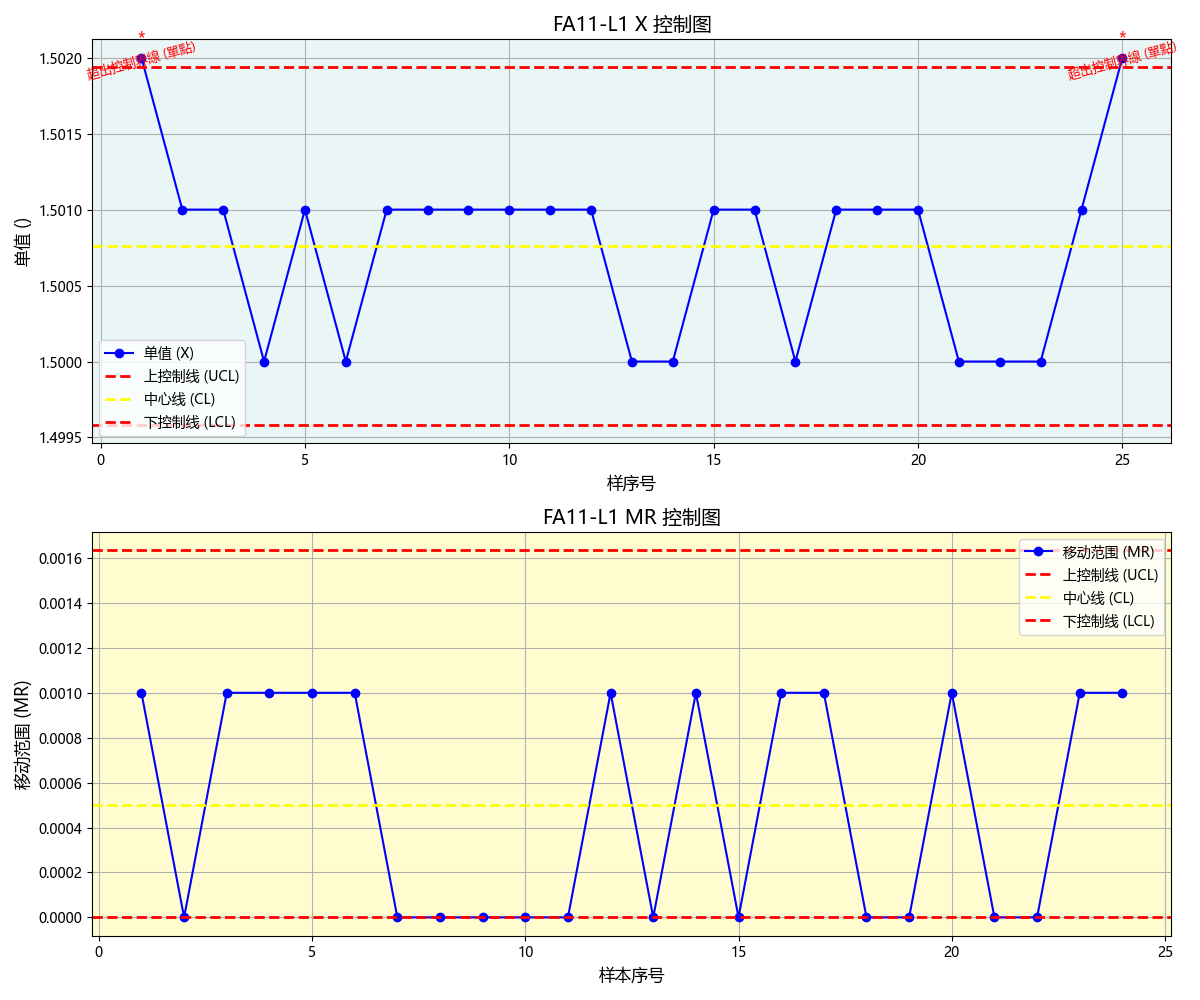 FA11-L1 X 控制图
*
*
超出控制界線 (單點)
超出控制界線 (單點)
1.5020
1.5015
1.5010
1.5005
1.5000
1.4995
单值 ()
单值 (X)
上控制线 (UCL)
中心线 (CL)
下控制线 (LCL)
0
5
10
15
20
25
样序号
FA11-L1 MR 控制图
0.0016
0.0014
0.0012
0.0010
0.0008
0.0006
0.0004
0.0002
0.0000
移动范围 (MR)
移动范围 (MR)
上控制线 (UCL)
中心线 (CL)
下控制线 (LCL)
0
5
10
15
20
25
样本序号